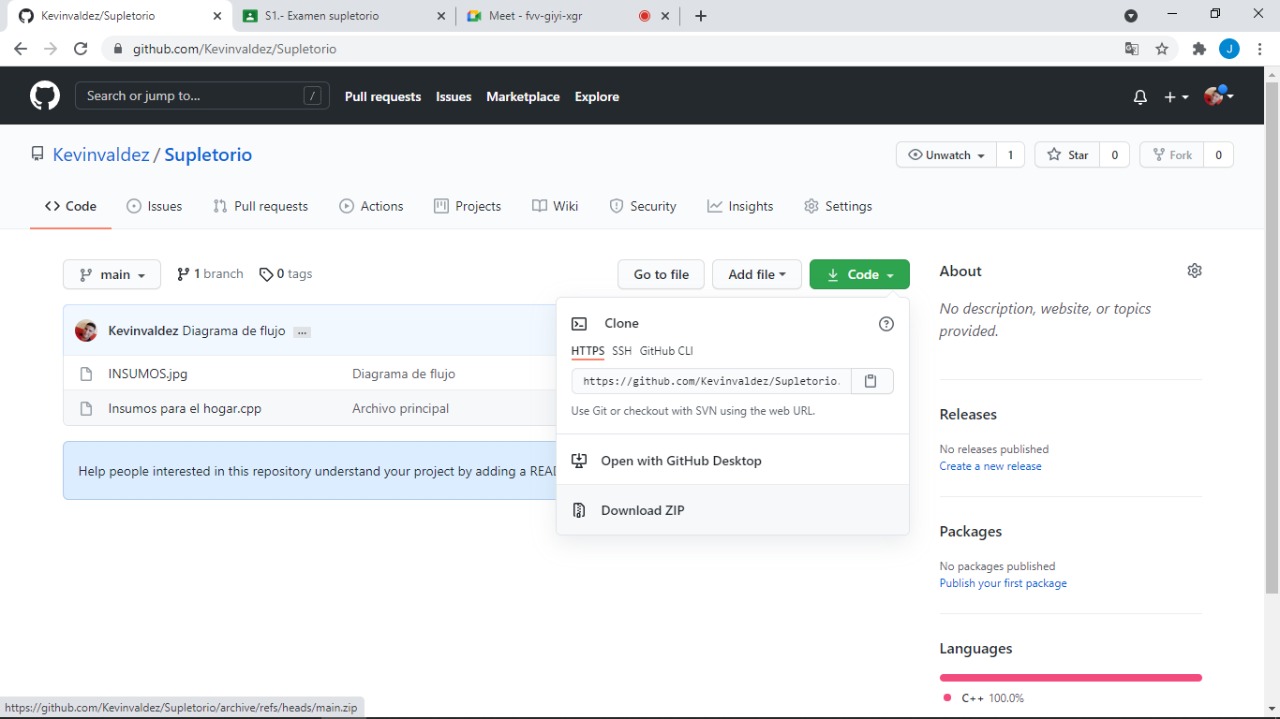 Kevinvaldez/Supletorio
S1.- Examen supletorio
Meet - fvv-giyi-xgr
github.com/Kevinvaldez/Supletorio
J
Search or jump to...
/
Pull requests
Issues
Marketplace
Explore
Kevinvaldez / Supletorio
Unwatch
1
Star
0
Fork
0
Code
Issues
Pull requests
Actions
Projects
Wiki
Security
Insights
Settings
main
1 branch
0 tags
Go to file
Add file
Code
Kevinvaldez Diagrama de flujo ...
INSUMOS.jpg
Diagrama de flujo
Insumos para el hogar.cpp
Archivo principal
Help people interested in this repository understand your project by adding a REA
Clone
HTTPS SSH GitHub CLI
https://github.com/Kevinvaldez/Supletorio.
Use Git or checkout with SVN using the web URL.
Open with GitHub Desktop
Download ZIP
About
No description, website, or topics
provided.
Releases
No releases published
Create a new release
Packages
No packages published
Publish your first package
Languages
C++ 100.0%
https://github.com/Kevinvaldez/Supletorio/archive/refs/heads/main.zip